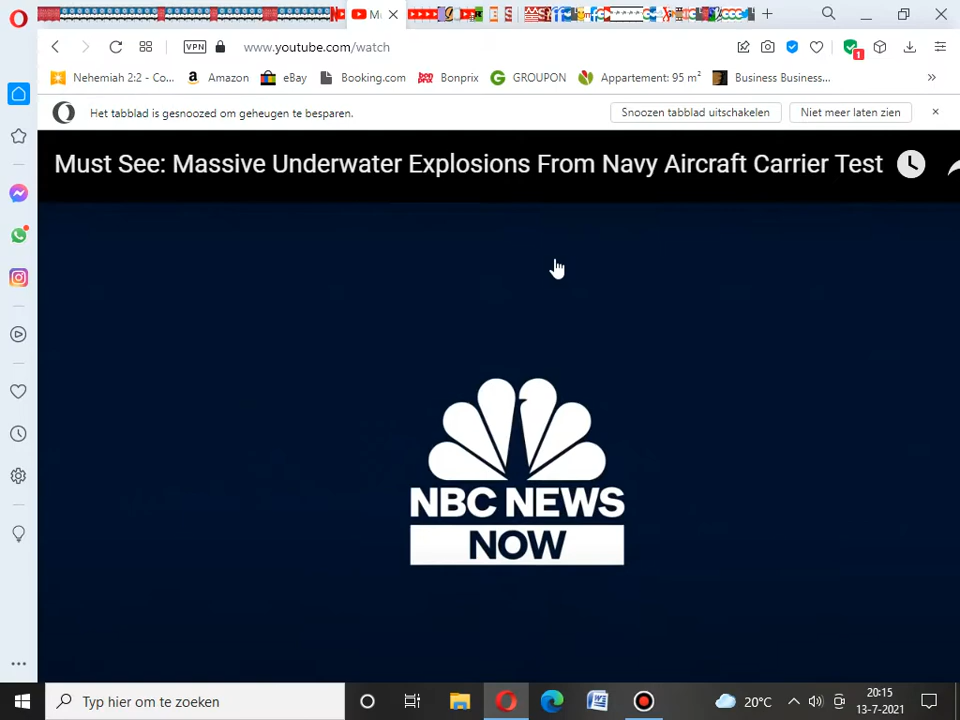 M
VPN
www.youtube.com/watch
1
Nehemiah 2:2 - Co...
Amazon
eBay
Booking.com
Bonprix
GROUPON
Appartement: 95 m²
Business Business...
»
Het tabblad is gesnoozed om geheugen te besparen.
Snoozen tabblad uitschakelen
Niet meer laten zien
Must See: Massive Underwater Explosions From Navy Aircraft Carrier Test
NBC NEWS
NOW
Typ hier om te zoeken
20°C
20:15
13-7-2021